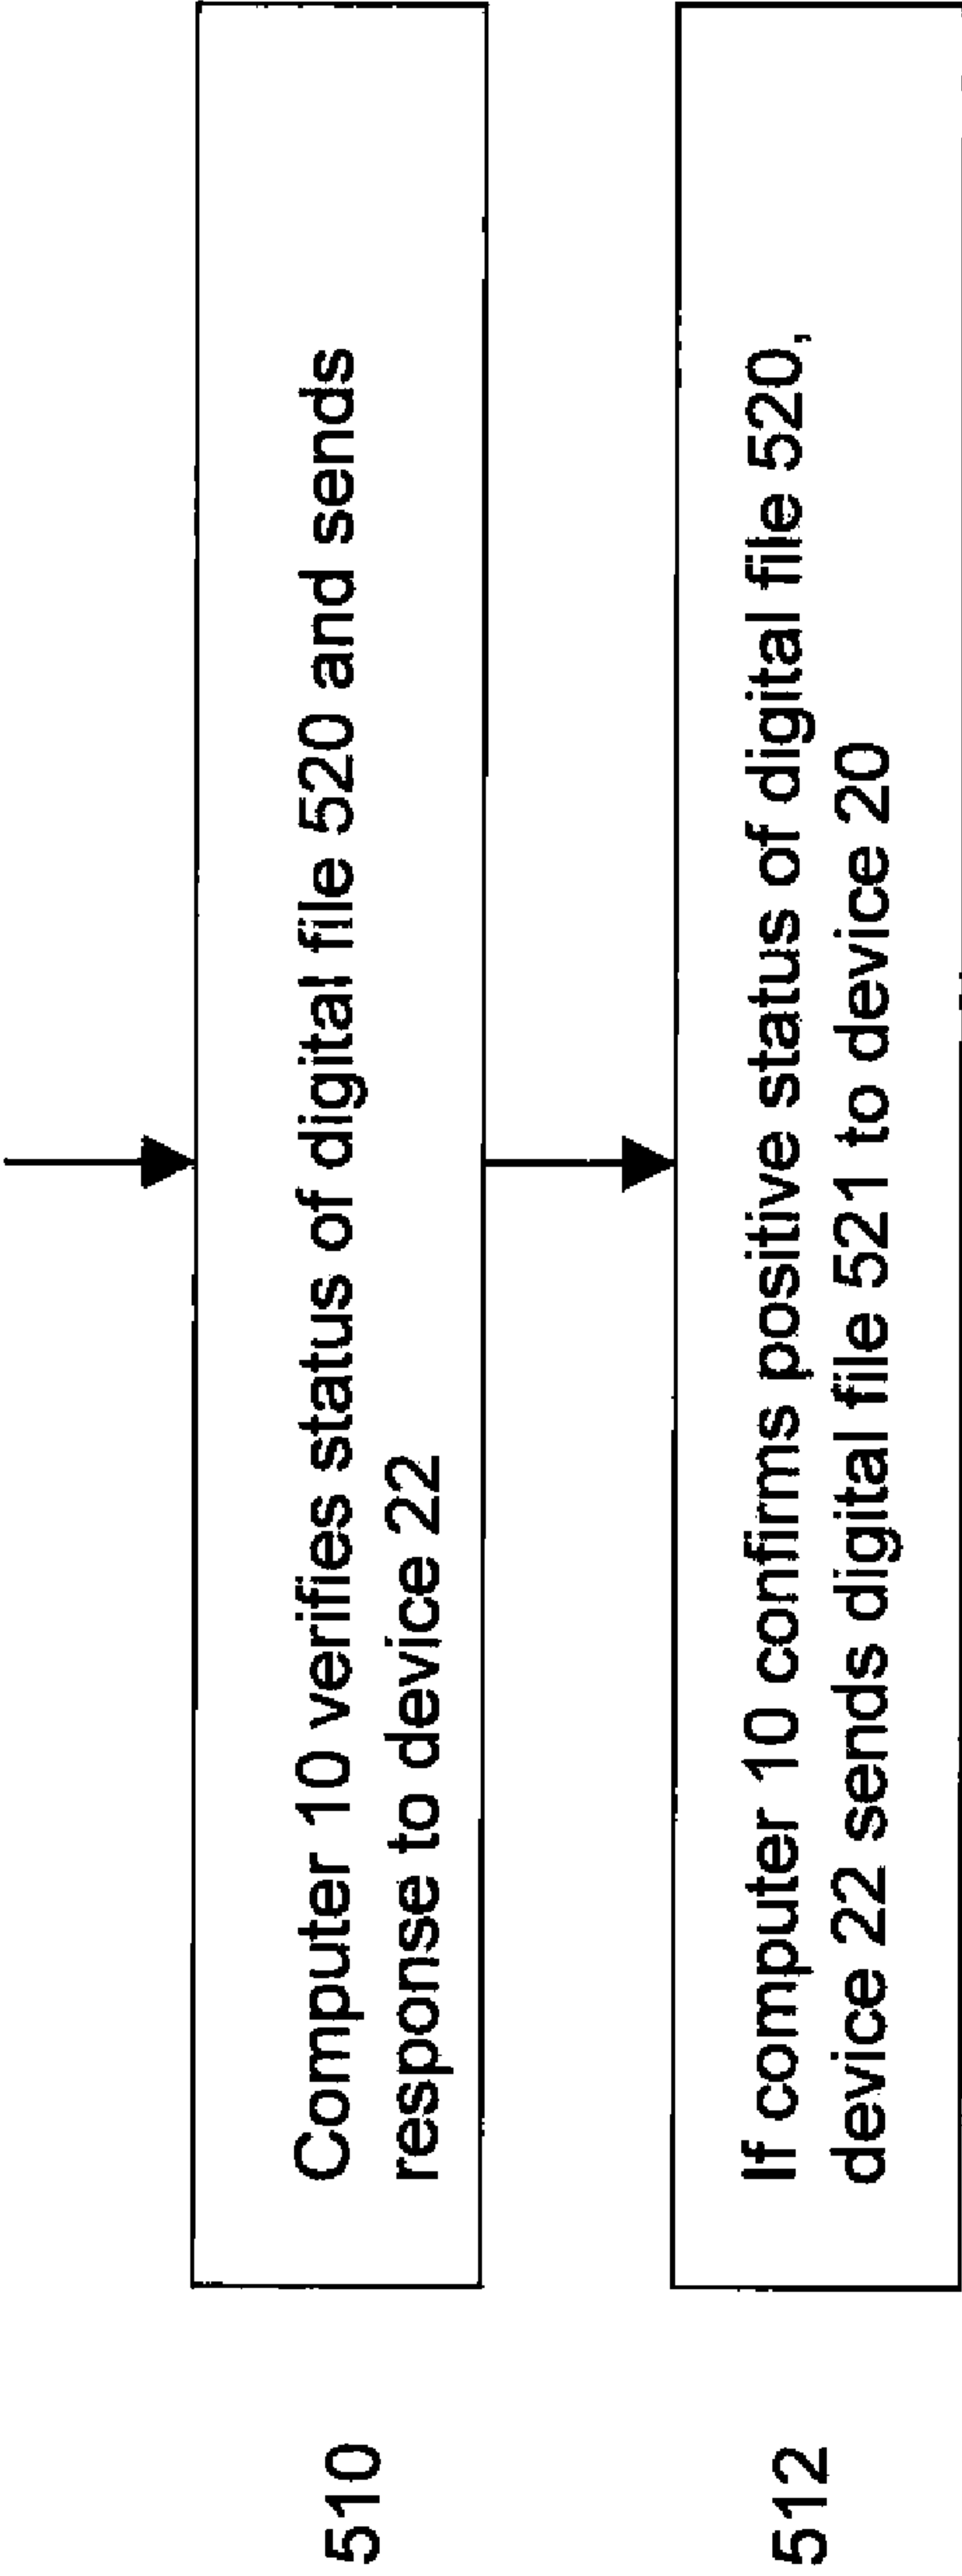 510
Computer 10 verifies status of digital file 520 and sends
response to device 22
512
If computer 10 confirms positive status of digital file 520,
device 22 sends digital file 521 to device 20